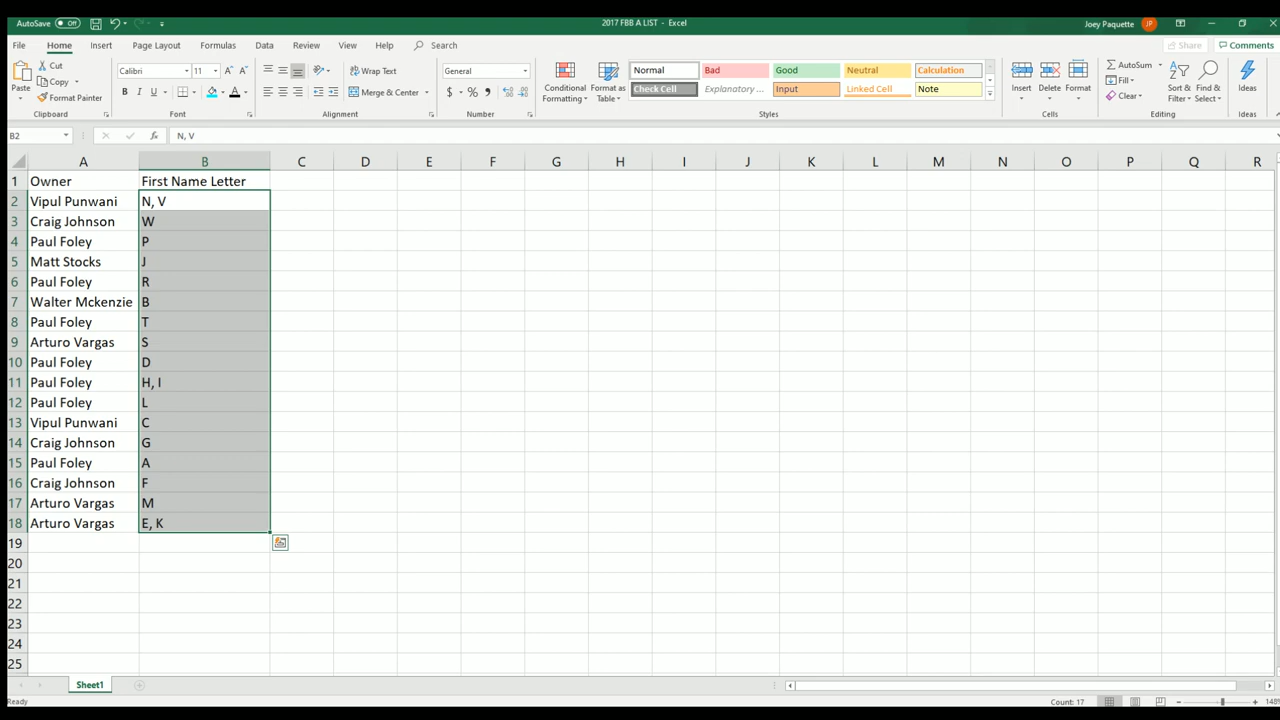 AutoSave Off 2017 FBB A LIST - Excel Joey Paquette JP
File Home Insert Page Layout Formulas Data Review View Help Search Share Comments
Paste Cut Copy Format Painter Clipboard
Calibri 11 B I U A Font
Wrap Text Merge & Center Alignment
General $ % , Number
Conditional Formatting Format as Table
Normal Bad Good Neutral Calculation
Check Cell Explanatory ... Input Linked Cell Note
Styles
Insert Delete Format Cells
AutoSum Fill Clear Sort & Filter Find & Select Editing
Ideas Ideas
B2 fx N, V
A B C D E F G H I J K L M N O P Q R
1 Owner First Name Letter
2 Vipul Punwani N, V
3 Craig Johnson W
4 Paul Foley P
5 Matt Stocks J
6 Paul Foley R
7 Walter Mckenzie B
8 Paul Foley T
9 Arturo Vargas S
10 Paul Foley D
11 Paul Foley H, I
12 Paul Foley L
13 Vipul Punwani C
14 Craig Johnson G
15 Paul Foley A
16 Craig Johnson F
17 Arturo Vargas M
18 Arturo Vargas E, K
19
20
21
22
23
24
25
Sheet1
Ready Count: 17 148